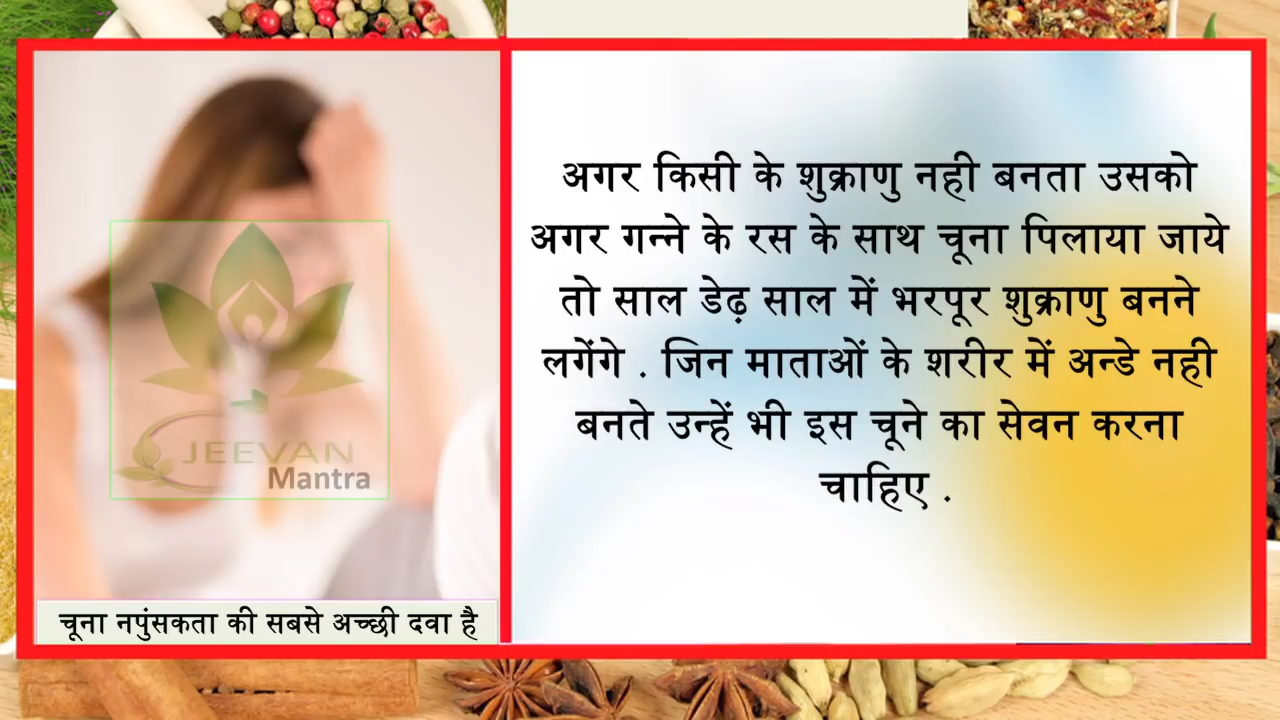 अगर किसी के शुक्राणु नही बनता उसको
अगर गन्ने के रस के साथ चूना पिलाया जाये
तो साल डेढ़ साल में भरपूर शुक्राणु बनने
लगेंगे . जिन माताओं के शरीर में अन्डे नही
बनते उन्हें भी इस चूने का सेवन करना
चाहिए .
JEEVAN
Mantra
चूना नपुंसकता की सबसे अच्छी दवा है